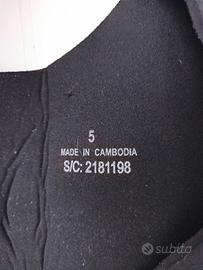 5
MADE IN CAMBODIA
S/C: 2181198
subito